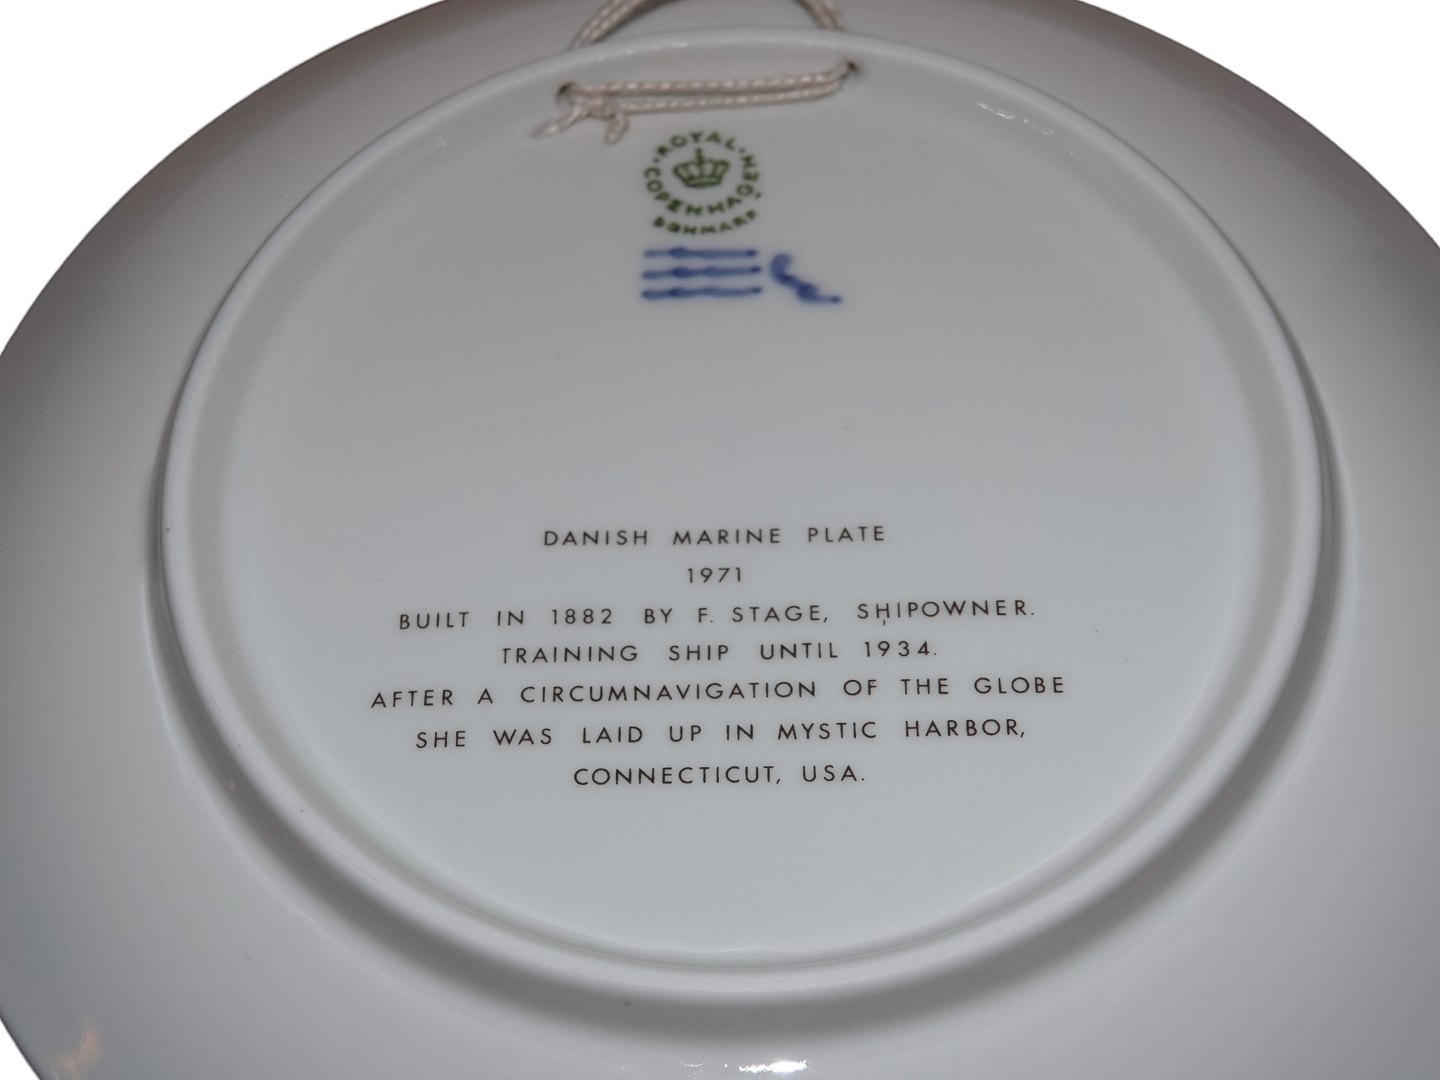 ROYAL
COPENHAGEN
DENMARK
DANISH MARINE PLATE
1971
BUILT IN 1882 BY F. STAGE, SHIPOWNER.
TRAINING SHIP UNTIL 1934.
AFTER A CIRCUMNAVIGATION OF THE GLOBE
SHE WAS LAID UP IN MYSTIC HARBOR,
CONNECTICUT, USA.